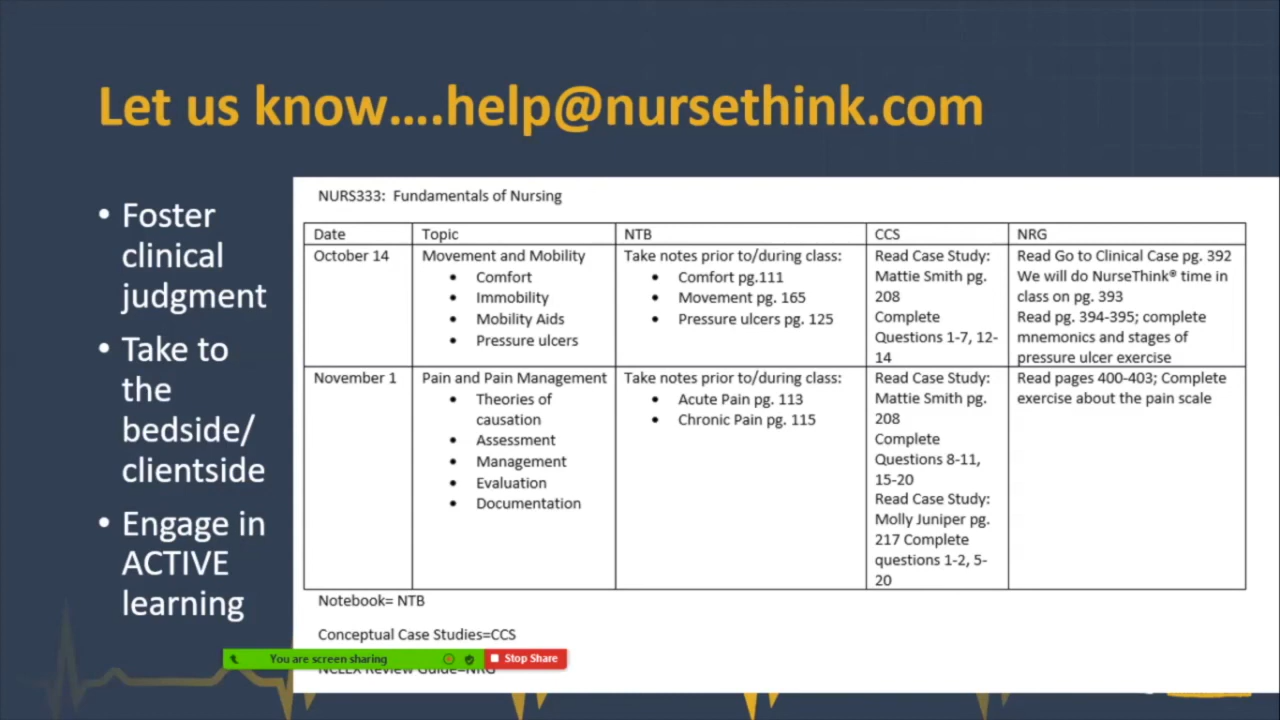 Let us know….help@nursethink.com
• Foster
clinical
judgment
• Take to
the
bedside/
clientside
• Engage in
ACTIVE
learning
NURS333: Fundamentals of Nursing
Date Topic NTB CCS NRG
October 14
Movement and Mobility
• Comfort
• Immobility
• Mobility Aids
• Pressure ulcers
Take notes prior to/during class:
• Comfort pg.111
• Movement pg. 165
• Pressure ulcers pg. 125
Read Case Study:
Mattie Smith pg.
208
Complete
Questions 1-7, 12-
14
Read Go to Clinical Case pg. 392
We will do NurseThink® time in
class on pg. 393
Read pg. 394-395; complete
mnemonics and stages of
pressure ulcer exercise
November 1
Pain and Pain Management
• Theories of
causation
• Assessment
• Management
• Evaluation
• Documentation
Take notes prior to/during class:
• Acute Pain pg. 113
• Chronic Pain pg. 115
Read Case Study:
Mattie Smith pg.
208
Complete
Questions 8-11,
15-20
Read Case Study:
Molly Juniper pg.
217 Complete
questions 1-2, 5-
20
Read pages 400-403; Complete
exercise about the pain scale
Notebook= NTB
Conceptual Case Studies=CCS
You are screen sharing
Stop Share
NCLEX Review Guide=NRG